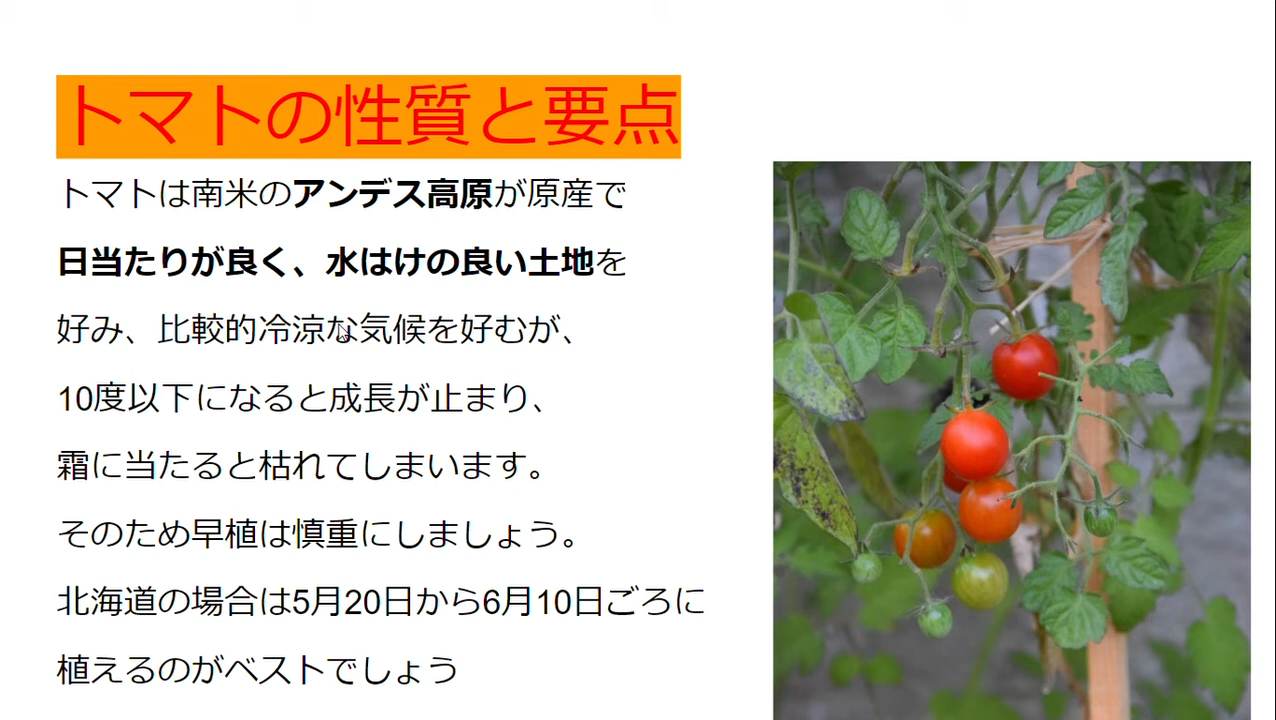 トマトの性質と要点
トマトは南米のアンデス高原が原産で
日当たりが良く、水はけの良い土地を
好み、比較的冷涼な気候を好むが、
10度以下になると成長が止まり、
霜に当たると枯れてしまいます。
そのため早植は慎重にしましょう。
北海道の場合は5月20日から6月10日ごろに
植えるのがベストでしょう